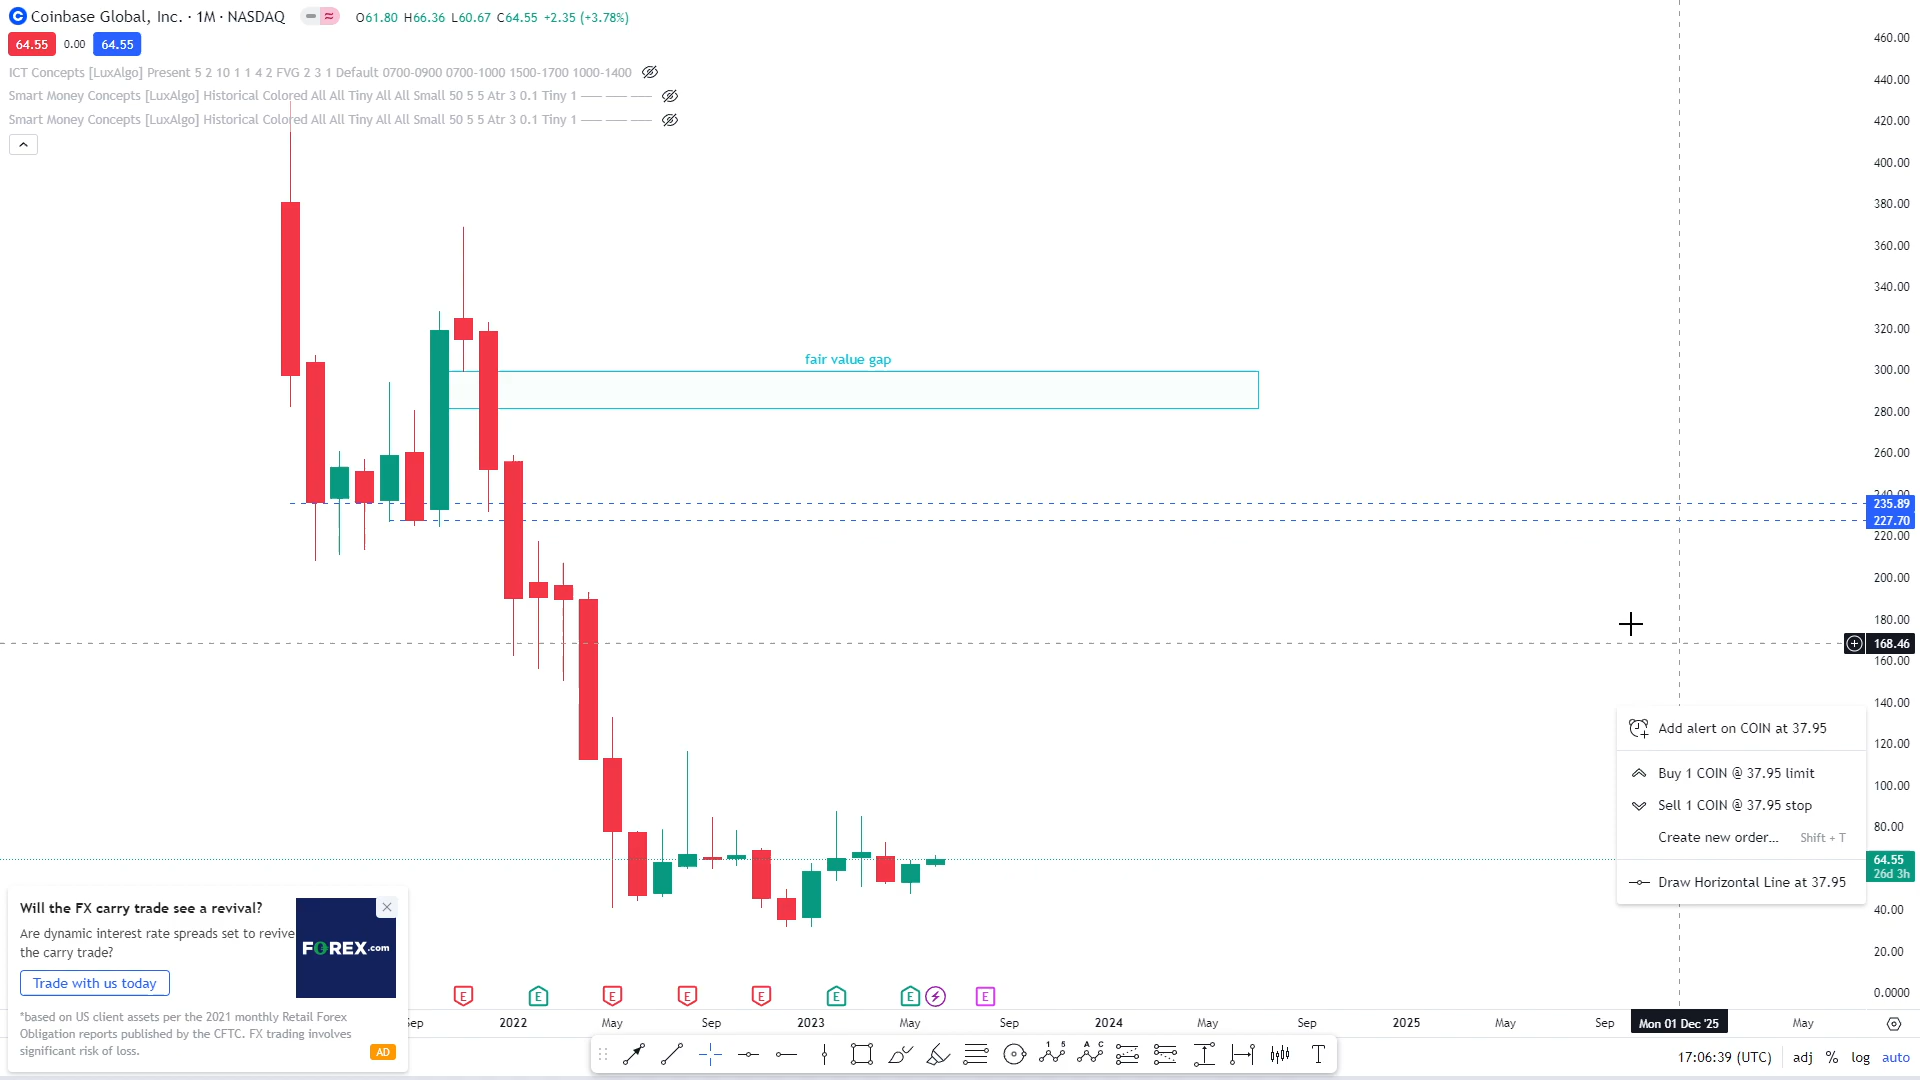 Coinbase Global, Inc. · 1M · NASDAQ O61.80 H66.36 L60.67 C64.55 +2.35 (+3.78%)
64.55 0.00 64.55
ICT Concepts [LuxAlgo] Present 5 2 10 1 1 4 2 FVG 2 3 1 Default 0700-0900 0700-1000 1500-1700 1000-1400
Smart Money Concepts [LuxAlgo] Historical Colored All All Tiny All All Small 50 5 5 Atr 3 0.1 Tiny 1
Smart Money Concepts [LuxAlgo] Historical Colored All All Tiny All All Small 50 5 5 Atr 3 0.1 Tiny 1
fair value gap
460.00
440.00
420.00
400.00
380.00
360.00
340.00
320.00
300.00
280.00
260.00
240.00
235.89
227.70
220.00
200.00
180.00
168.46
160.00
140.00
120.00
100.00
80.00
64.55
26d 3h
40.00
20.00
0.0000
Add alert on COIN at 37.95
Buy 1 COIN @ 37.95 limit
Sell 1 COIN @ 37.95 stop
Create new order... Shift + T
Draw Horizontal Line at 37.95
Will the FX carry trade see a revival?
Are dynamic interest rate spreads set to revive
the carry trade?
Trade with us today
FOREX.com
*based on US client assets per the 2021 monthly Retail Forex
Obligation reports published by the CFTC. FX trading involves
significant risk of loss.
AD
E E E E E E E E
Sep 2022 May Sep 2023 May Sep 2024 May Sep 2025 May Sep Mon 01 Dec '25 May
1 5 A C T
17:06:39 (UTC) adj % log auto